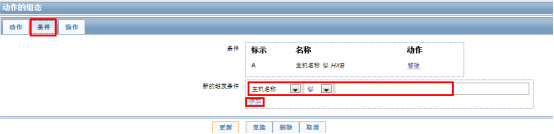 动作的组态
动作 条件 操作
条件 标示 名称 动作
A 主机名称 似 HXB 移除
新的触发条件 主机名称 似
添加
更新 克隆 删除 取消